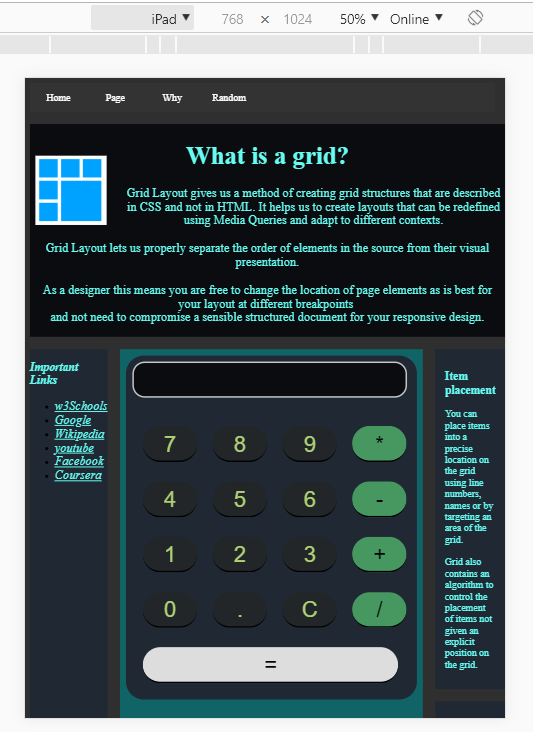 iPad ▼ 768 × 1024 50% ▼ Online ▼
Home Page Why Random
What is a grid?
Grid Layout gives us a method of creating grid structures that are described
in CSS and not in HTML. It helps us to create layouts that can be redefined
using Media Queries and adapt to different contexts.
Grid Layout lets us properly separate the order of elements in the source from their visual
presentation.
As a designer this means you are free to change the location of page elements as is best for
your layout at different breakpoints
and not need to compromise a sensible structured document for your responsive design.
Important
Links
w3Schools
Google
Wikipedia
youtube
Facebook
Coursera
7 8 9 *
4 5 6 -
1 2 3 +
0 . C /
=
Item
placement
You can
place items
into a
precise
location on
the grid
using line
numbers,
names or by
targeting an
area of the
grid.
Grid also
contains an
algorithm to
control the
placement
of items not
given an
explicit
position on
the grid.